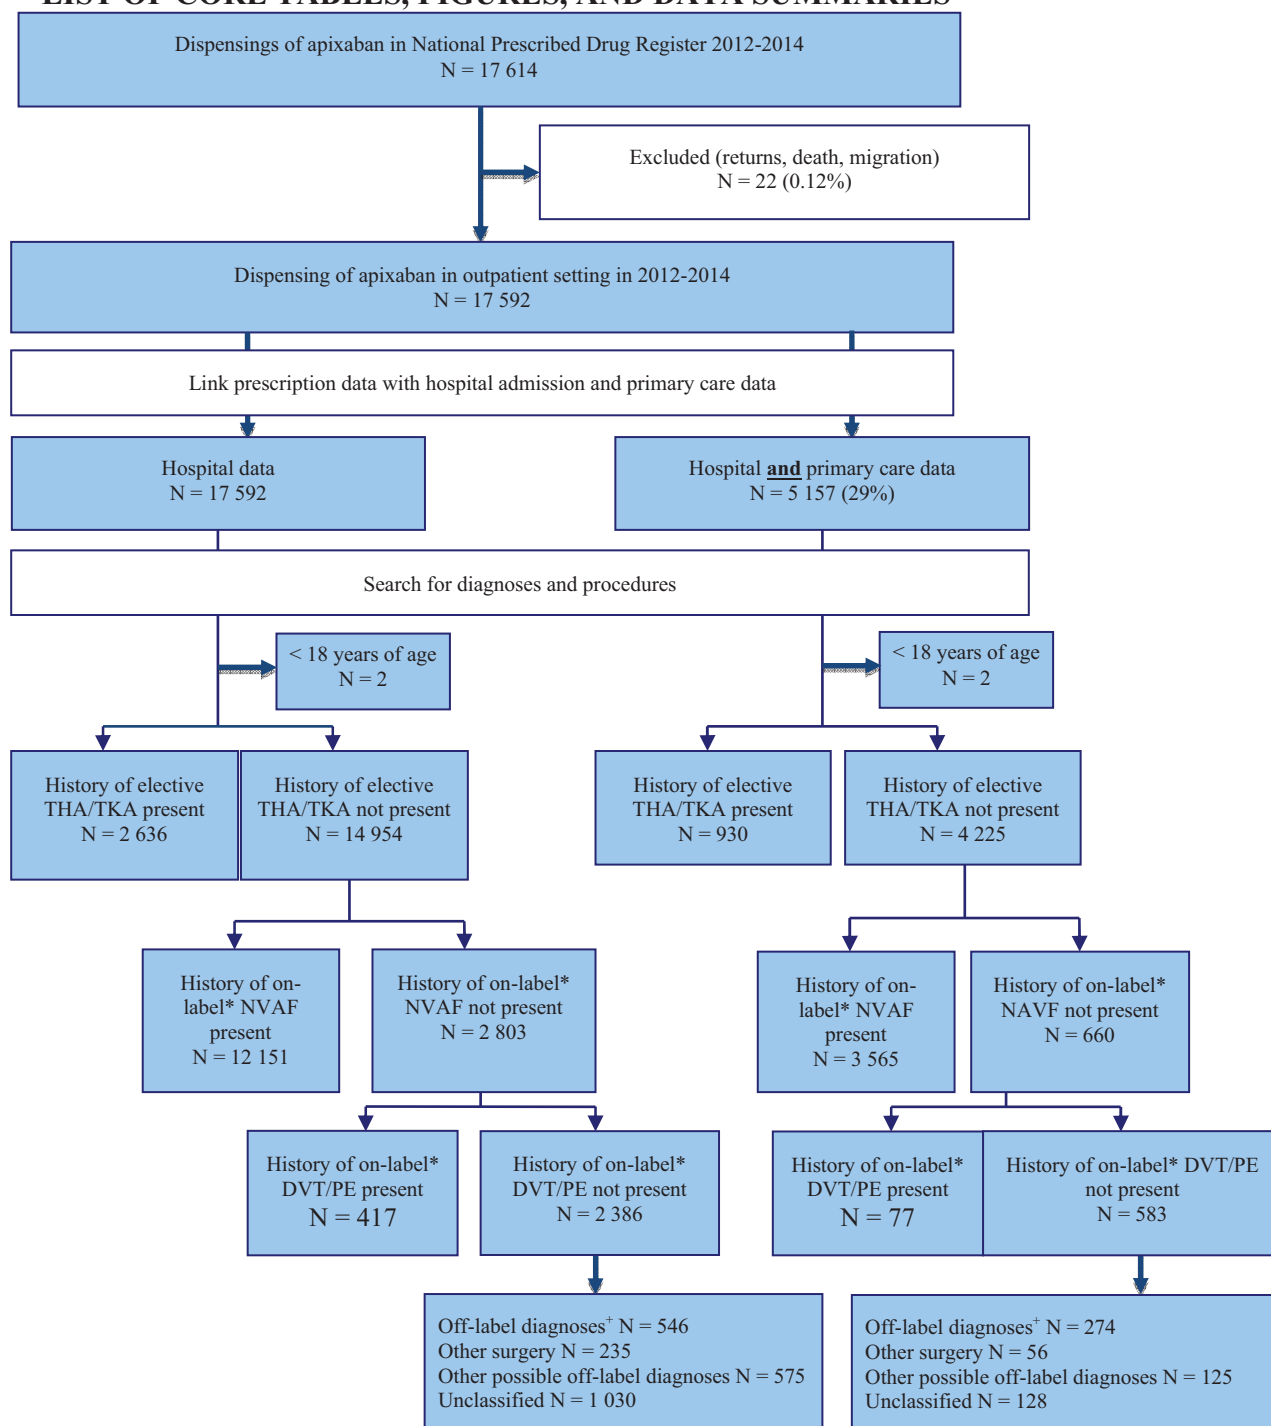 LIST OF CORE TABLES, FIGURES, AND DATA SUMMARIES
Dispensings of apixaban in National Prescribed Drug Register 2012-2014
N = 17 614
Excluded (returns, death, migration)
N = 22 (0.12%)
Dispensing of apixaban in outpatient setting in 2012-2014
N = 17 592
Link prescription data with hospital admission and primary care data
Hospital data
N = 17 592
Hospital and primary care data
N = 5 157 (29%)
Search for diagnoses and procedures
< 18 years of age
N = 2
< 18 years of age
N = 2
History of elective
THA/TKA present
N = 2 636
History of elective
THA/TKA not present
N = 14 954
History of elective
THA/TKA present
N = 930
History of elective
THA/TKA not present
N = 4 225
History of on-
label* NVAF
present
N = 12 151
History of on-label*
NVAF not present
N = 2 803
History of on-
label* NVAF
present
N = 3 565
History of on-label*
NAVF not present
N = 660
History of on-label*
DVT/PE present
N = 417
History of on-label*
DVT/PE not present
N = 2 386
History of on-label*
DVT/PE present
N = 77
History of on-label* DVT/PE
not present
N = 583
Off-label diagnoses+ N = 546
Other surgery N = 235
Other possible off-label diagnoses N = 575
Unclassified N = 1 030
Off-label diagnoses+ N = 274
Other surgery N = 56
Other possible off-label diagnoses N = 125
Unclassified N = 128